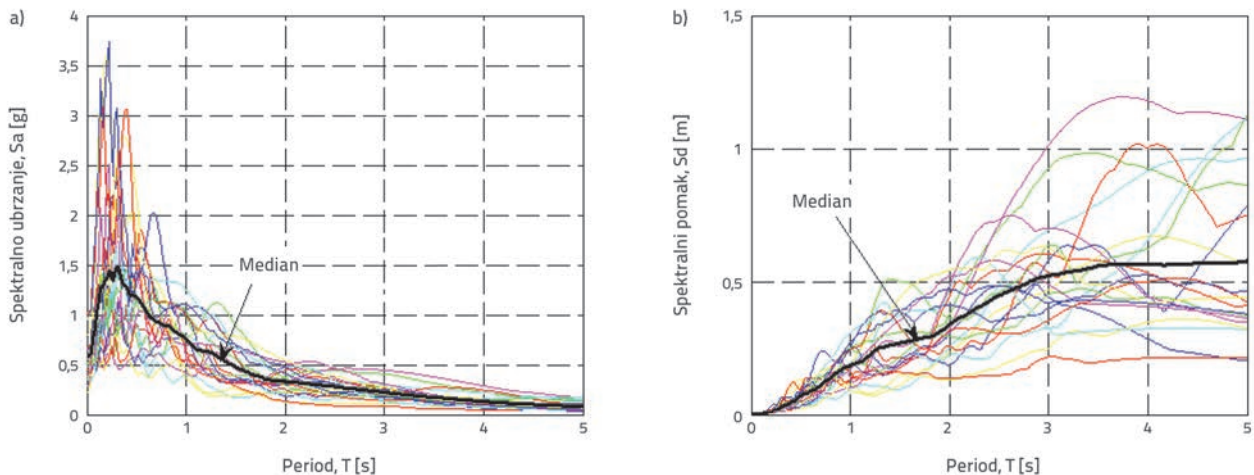 a)
Spektralno ubrzanje, Sa [g]
4
3,5
3
2,5
2
1,5
1
0,5
0
Median
0 1 2 3 4 5
Period, T [s]
b)
Spektralni pomak, Sd [m]
1,5
1
0,5
0
Median
0 1 2 3 4 5
Period, T [s]